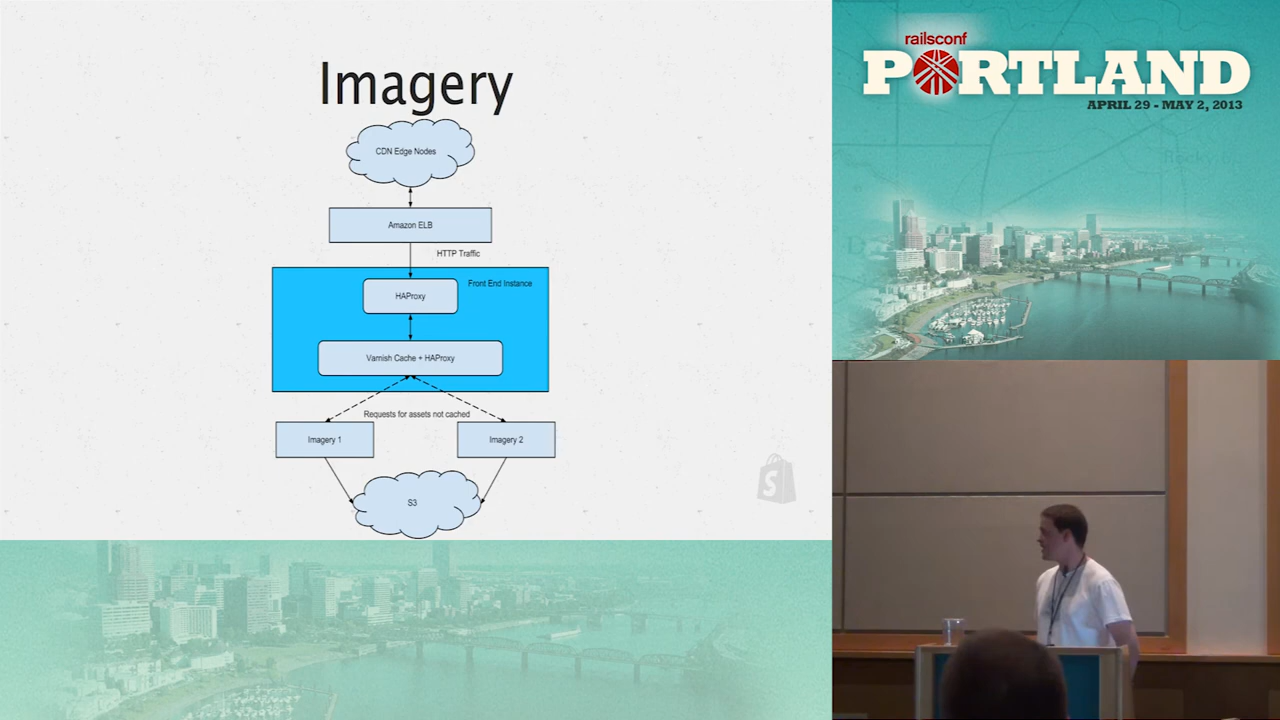 Imagery
CDN Edge Nodes
Amazon ELB
HTTP Traffic
Front End Instance
HAProxy
Varnish Cache + HAProxy
Requests for assets not cached
Imagery 1
Imagery 2
S3
S
railsconf
PORTLAND
APRIL 29 - MAY 2, 2013